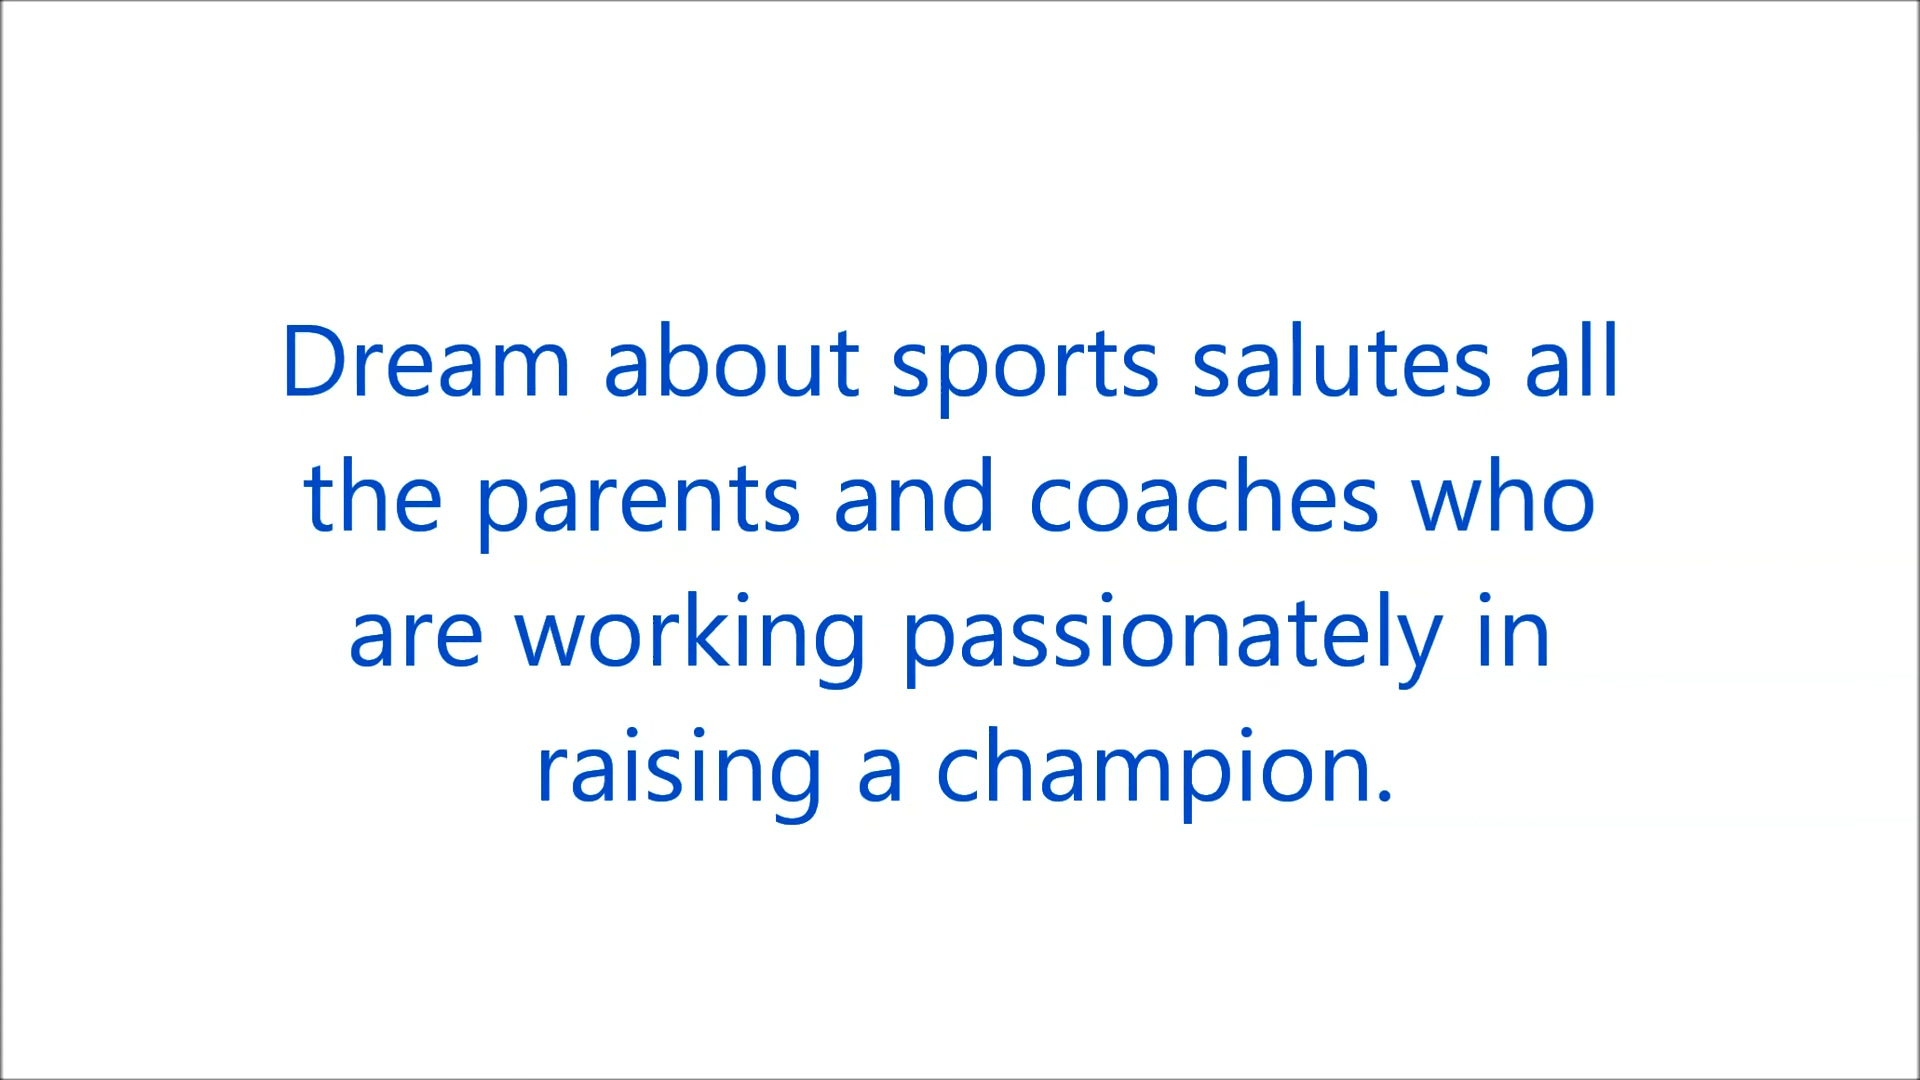 Dream about sports salutes all
the parents and coaches who
are working passionately in
raising a champion.